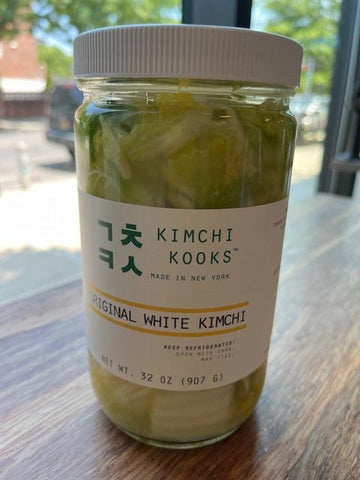 ㄱㅊ
ㅋㅅ
KIMCHI
KOOKS™
MADE IN NEW YORK
ORIGINAL WHITE KIMCHI
KEEP REFRIGERATED!
OPEN WITH CARE,
MAY FIZZ.
NET WT. 32 OZ (907 G)